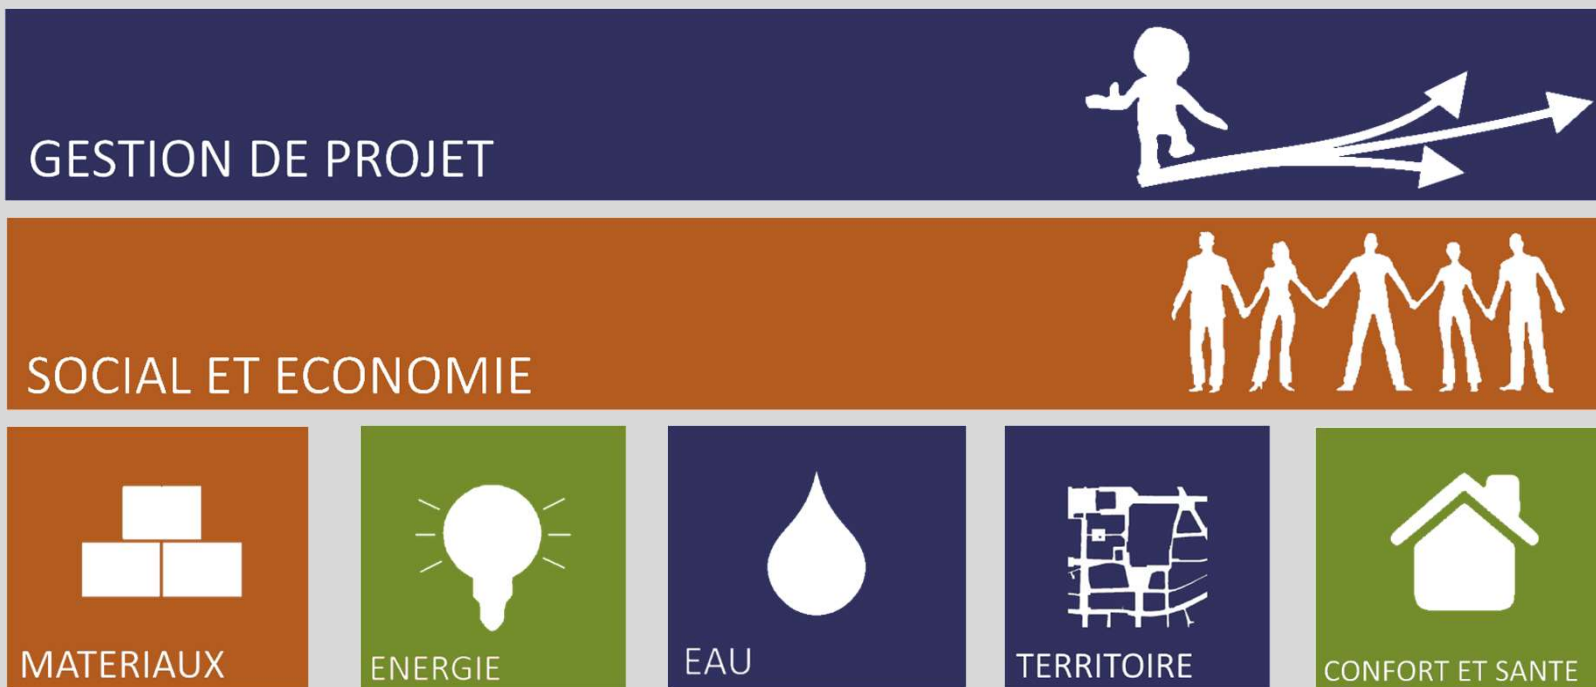 GESTION DE PROJET
SOCIAL ET ECONOMIE
MATERIAUX
ENERGIE
EAU
TERRITOIRE
CONFORT ET SANTE